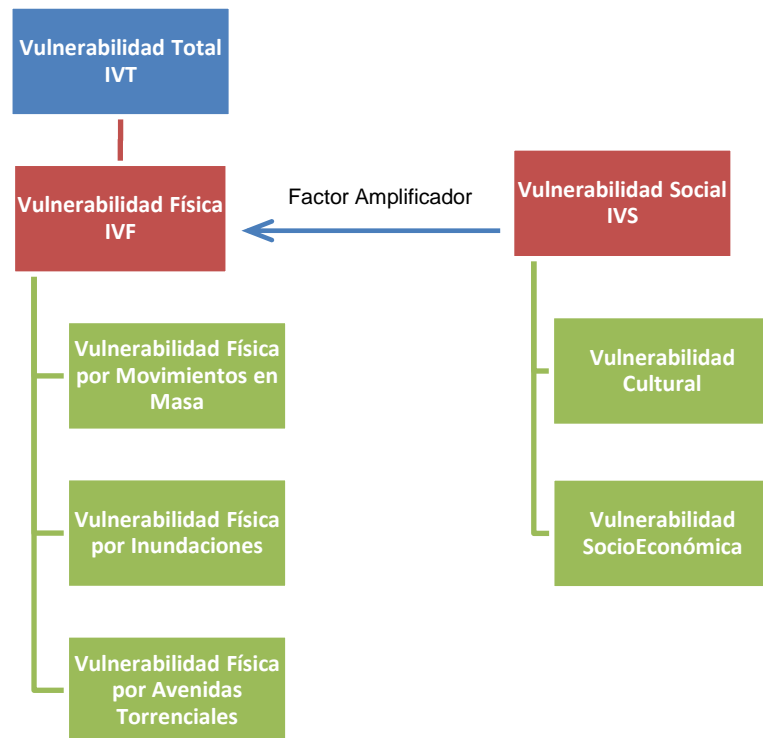 Vulnerabilidad Total
IVT
Vulnerabilidad Física
IVF
Factor Amplificador
Vulnerabilidad Social
IVS
Vulnerabilidad Física
por Movimientos en
Masa
Vulnerabilidad Física
por Inundaciones
Vulnerabilidad Física
por Avenidas
Torrenciales
Vulnerabilidad
Cultural
Vulnerabilidad
SocioEconómica